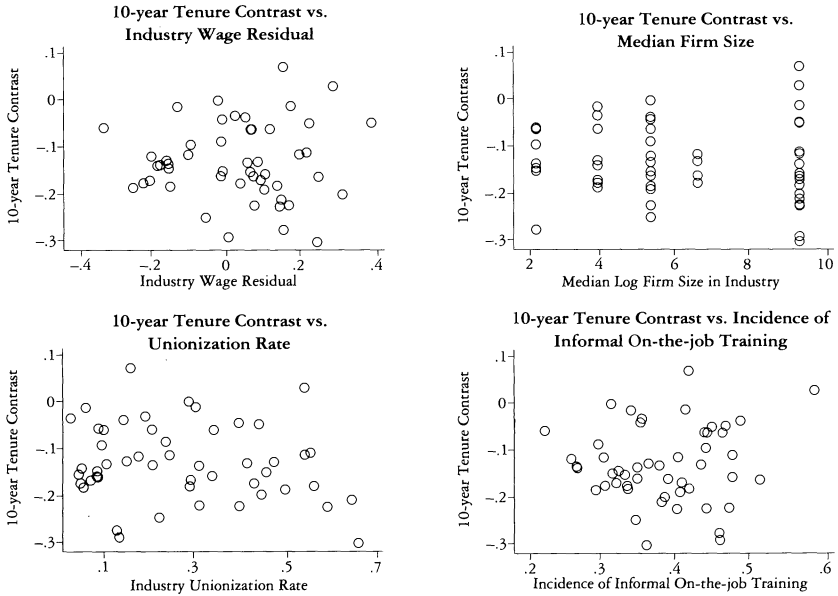 10-year Tenure Contrast vs.
Industry Wage Residual
10-year Tenure Contrast
.1
0
−.1
−.2
−.3
−.4
−.2
0
.2
.4
Industry Wage Residual
10-year Tenure Contrast vs.
Median Firm Size
10-year Tenure Contrast
.1
0
−.1
−.2
−.3
2
4
6
8
10
Median Log Firm Size in Industry
10-year Tenure Contrast vs.
Unionization Rate
10-year Tenure Contrast
.1
0
−.1
−.2
−.3
.1
.3
.5
.7
Industry Unionization Rate
10-year Tenure Contrast vs. Incidence of
Informal On-the-job Training
10-year Tenure Contrast
.1
0
−.1
−.2
−.3
.2
.3
.4
.5
.6
Incidence of Informal On-the-job Training